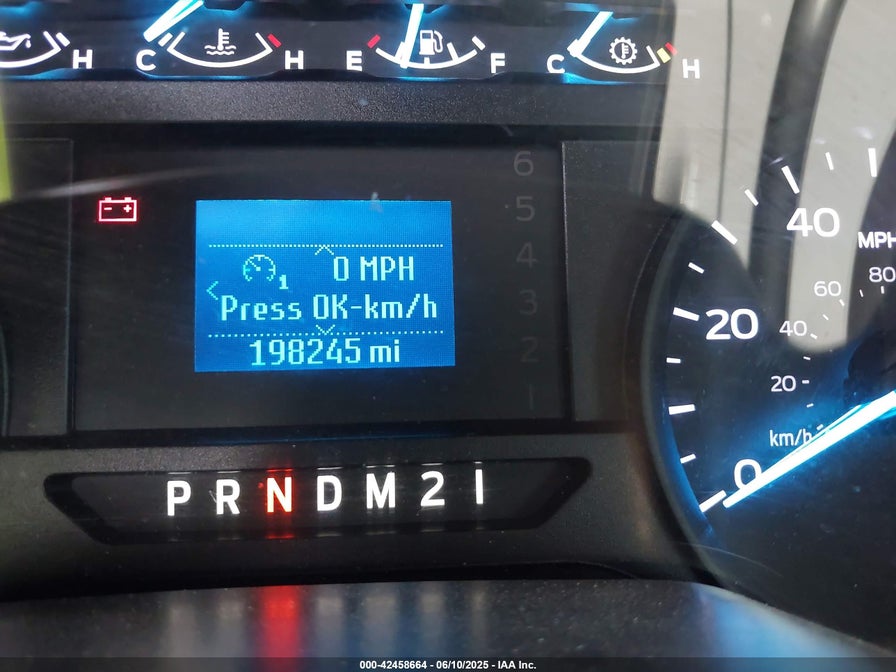 H C H E F C H
6
5
4
3
2
1
0 MPH
Press OK-km/h
198245 mi
40
MPH
80
60
20
40
20
km/h
0
P R N D M 2 1
000-42458664 - 06/10/2025 - IAA Inc.